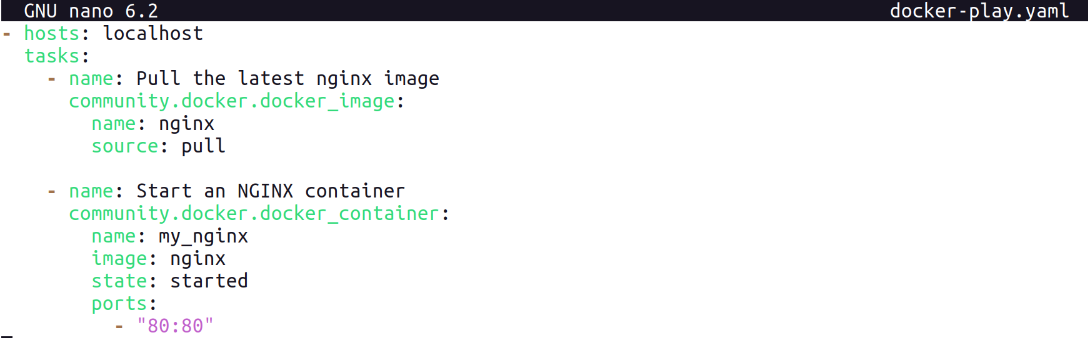 GNU nano 6.2 docker-play.yaml
- hosts: localhost
  tasks:
    - name: Pull the latest nginx image
      community.docker.docker_image:
        name: nginx
        source: pull

    - name: Start an NGINX container
      community.docker.docker_container:
        name: my_nginx
        image: nginx
        state: started
        ports:
          - "80:80"